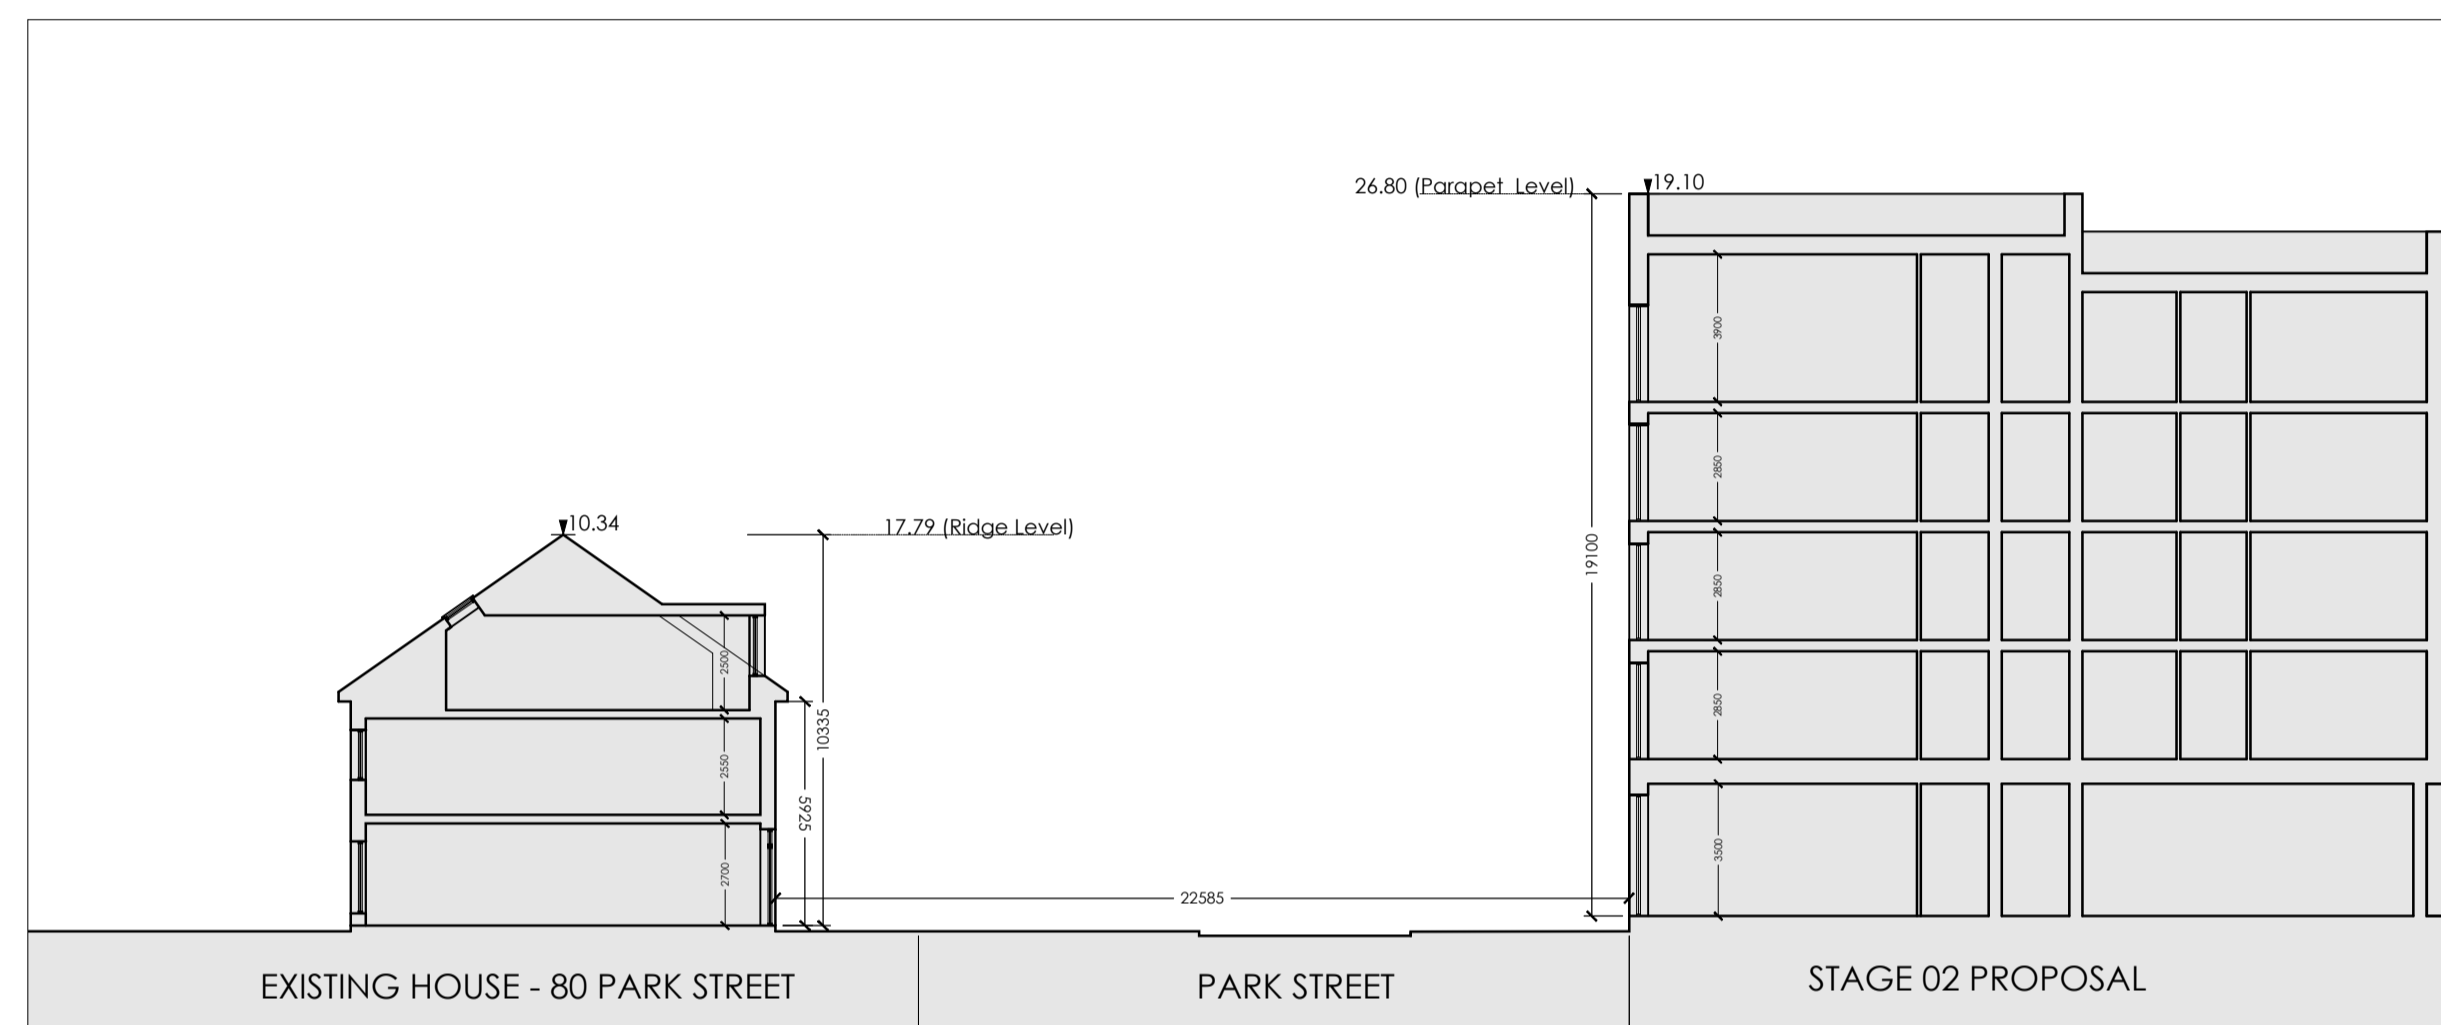 26.80 (Parapet Level)
19.10
3900
2850
2850
2850
3500
19100
10.34
17.79 (Ridge Level)
2500
2550
2700
5925
10335
22585
EXISTING HOUSE - 80 PARK STREET
PARK STREET
STAGE 02 PROPOSAL